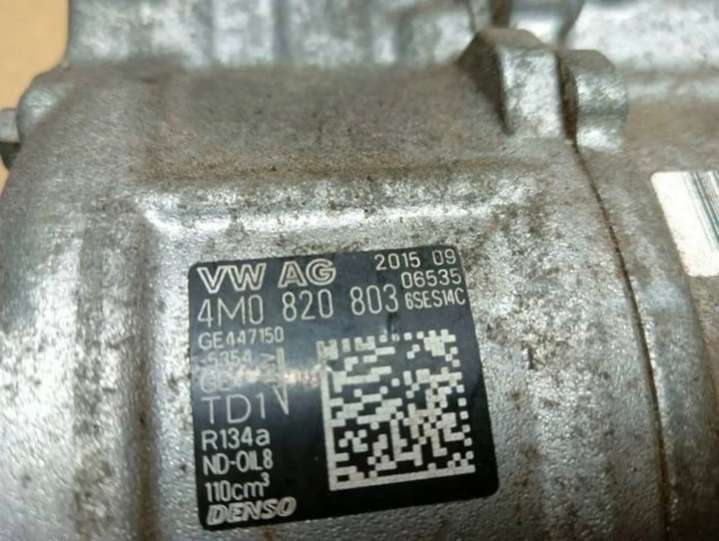 VW AG 2015 09
06535
4M0 820 803 6SES14C
GE447150
TD1
R134a
ND-OIL8
110cm³
DENSO